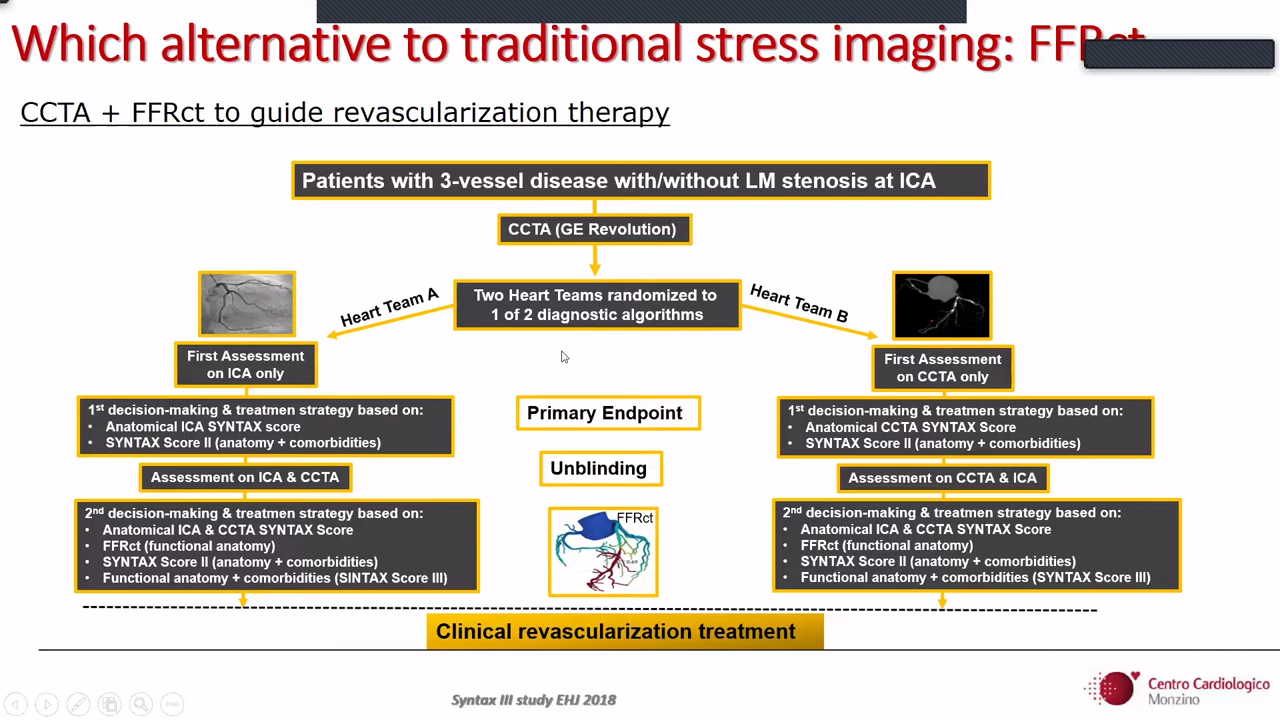 Which alternative to traditional stress imaging: FFRct
CCTA + FFRct to guide revascularization therapy
Patients with 3-vessel disease with/without LM stenosis at ICA
CCTA (GE Revolution)
Two Heart Teams randomized to
1 of 2 diagnostic algorithms
Heart Team A
Heart Team B
First Assessment
on ICA only
1st decision-making & treatmen strategy based on:
• Anatomical ICA SYNTAX score
• SYNTAX Score II (anatomy + comorbidities)
Assessment on ICA & CCTA
2nd decision-making & treatmen strategy based on:
• Anatomical ICA & CCTA SYNTAX Score
• FFRct (functional anatomy)
• SYNTAX Score II (anatomy + comorbidities)
• Functional anatomy + comorbidities (SINTAX Score III)
Primary Endpoint
Unblinding
FFRct
First Assessment
on CCTA only
1st decision-making & treatmen strategy based on:
• Anatomical CCTA SYNTAX Score
• SYNTAX Score II (anatomy + comorbidities)
Assessment on CCTA & ICA
2nd decision-making & treatmen strategy based on:
• Anatomical ICA & CCTA SYNTAX Score
• FFRct (functional anatomy)
• SYNTAX Score II (anatomy + comorbidities)
• Functional anatomy + comorbidities (SYNTAX Score III)
Clinical revascularization treatment
Syntax III study EHJ 2018
Centro Cardiologico
Monzino